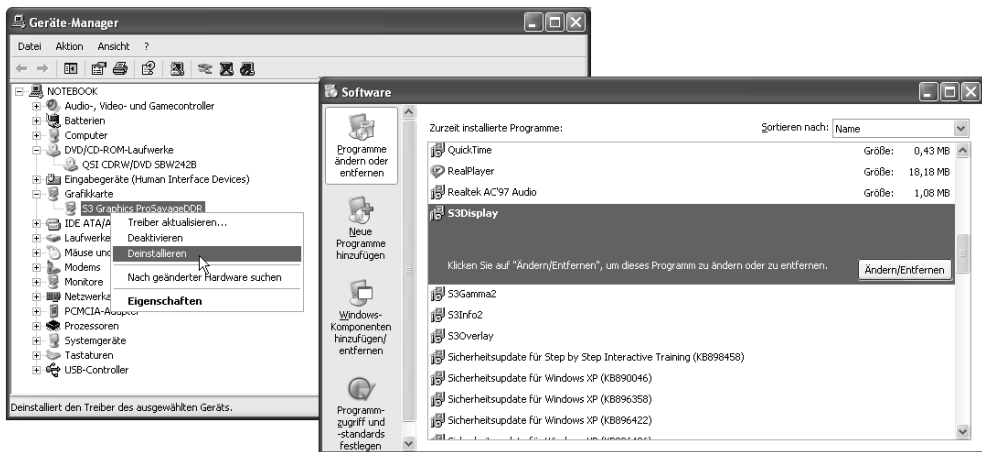 Geräte-Manager
Datei Aktion Ansicht ?
NOTEBOOK
Audio-, Video- und Gamecontroller
Batterien
Computer
DVD/CD-ROM-Laufwerke
QSI CDRW/DVD SBW242B
Eingabegeräte (Human Interface Devices)
Grafikkarte
S3 Graphics ProSavageDDR
IDE ATA/A
Laufwerke
Mäuse und
Modems
Monitore
Netzwerka
PCMCIA-Adapter
Prozessoren
Systemgeräte
Tastaturen
USB-Controller
Treiber aktualisieren...
Deaktivieren
Deinstallieren
Nach geänderter Hardware suchen
Eigenschaften
Deinstalliert den Treiber des ausgewählten Geräts.
Software
Programme
ändern oder
entfernen
Neue
Programme
hinzufügen
Windows-
Komponenten
hinzufügen/
entfernen
Programm-
zugriff und
-standards
festlegen
Zurzeit installierte Programme: Sortieren nach: Name
QuickTime Größe: 0,43 MB
RealPlayer Größe: 18,18 MB
Realtek AC'97 Audio Größe: 1,08 MB
S3Display
Klicken Sie auf "Ändern/Entfernen", um dieses Programm zu ändern oder zu entfernen. Ändern/Entfernen
S3Gamma2
S3Info2
S3Overlay
Sicherheitsupdate für Step by Step Interactive Training (KB898458)
Sicherheitsupdate für Windows XP (KB890046)
Sicherheitsupdate für Windows XP (KB896358)
Sicherheitsupdate für Windows XP (KB896422)